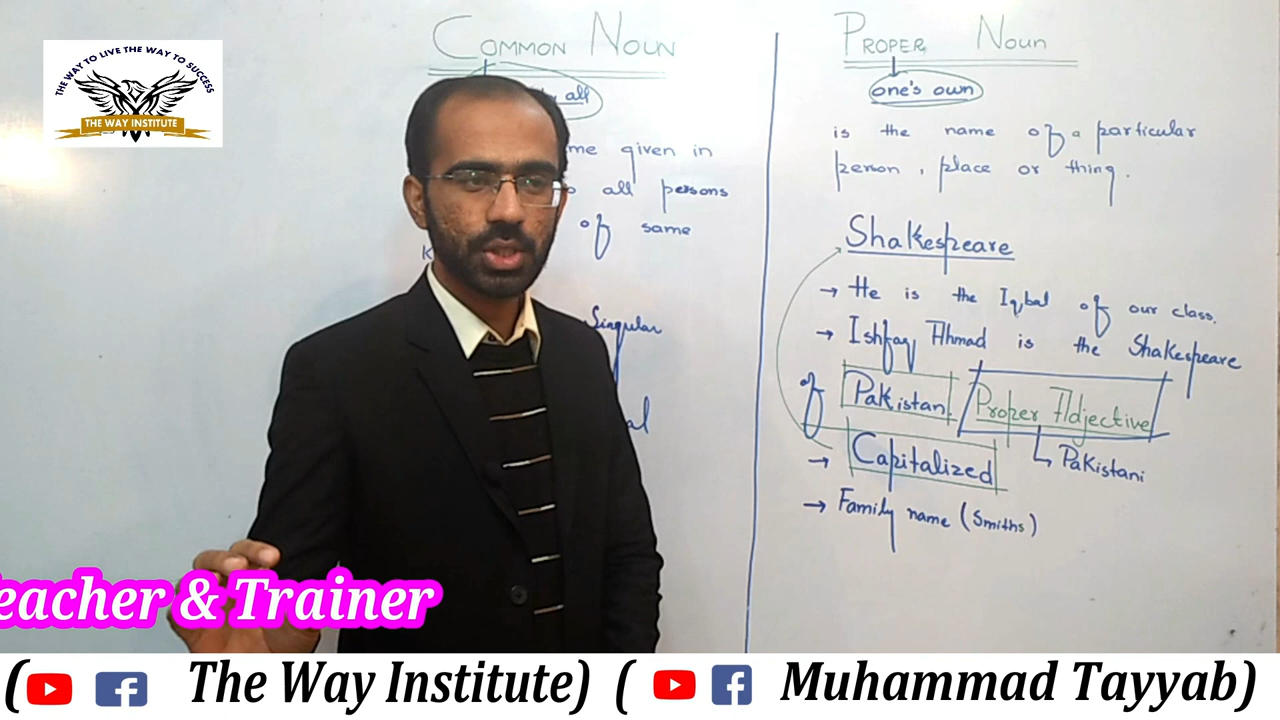 THE WAY TO LIVE THE WAY TO SUCCESS
THE WAY INSTITUTE
COMMON NOUN
all
me given in
all persons
of same
Singular
PROPER NOUN
one's own
is the name of a particular
person, place or thing.
Shakespeare
→ He is the Iqbal of our class.
→ Ishfaq Ahmad is the Shakespeare
of Pakistan. Proper Adjective
Pakistani
→ Capitalized
→ Family name (Smiths)
eacher & Trainer
( The Way Institute) ( Muhammad Tayyab)